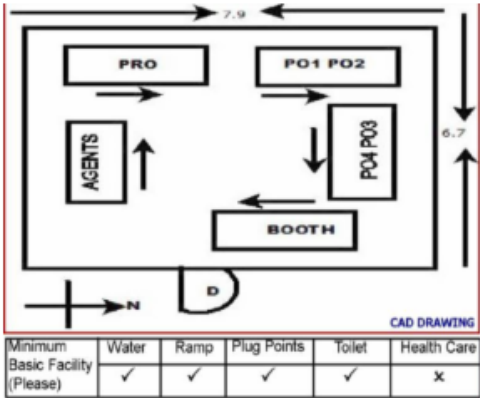 7.9
PRO
PO1 PO2
6.7
AGENTS
PO4 PO3
BOOTH
D
N
CAD DRAWING
Minimum Basic Facility (Please) Water Ramp Plug Points Toilet Health Care
✓ ✓ ✓ ✓ x